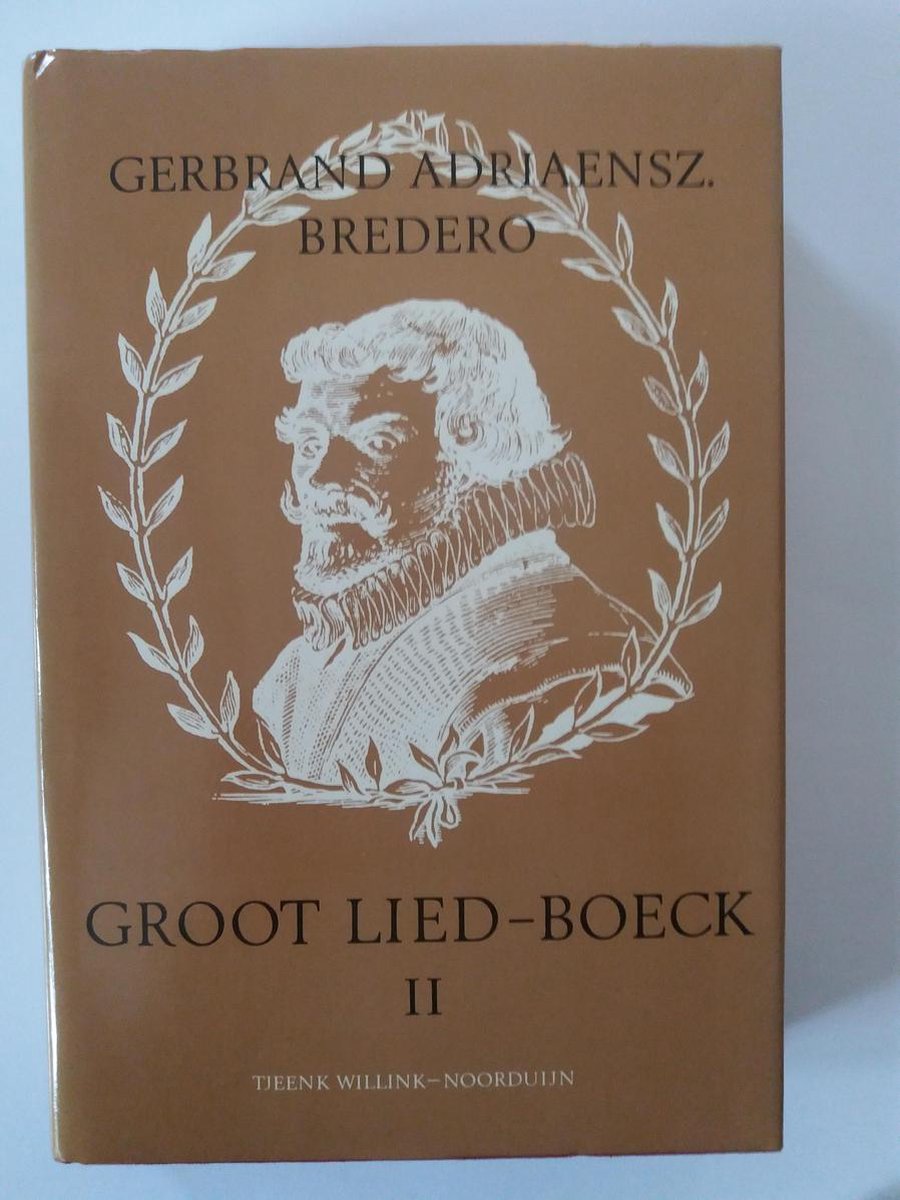 GERBRAND ADRIAENSZ.
BREDERO
GROOT LIED-BOECK
II
TJEENK WILLINK-NOORDUIJN